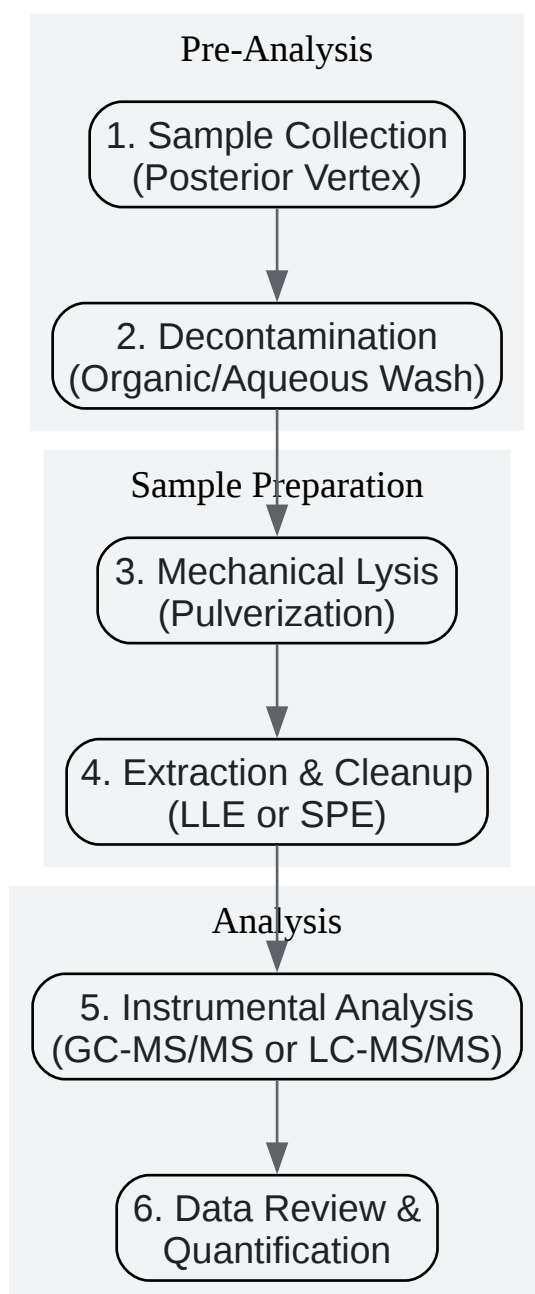 Pre-Analysis
1. Sample Collection
(Posterior Vertex)
2. Decontamination
(Organic/Aqueous Wash)
Sample Preparation
3. Mechanical Lysis
(Pulverization)
4. Extraction & Cleanup
(LLE or SPE)
Analysis
5. Instrumental Analysis
(GC-MS/MS or LC-MS/MS)
6. Data Review &
Quantification